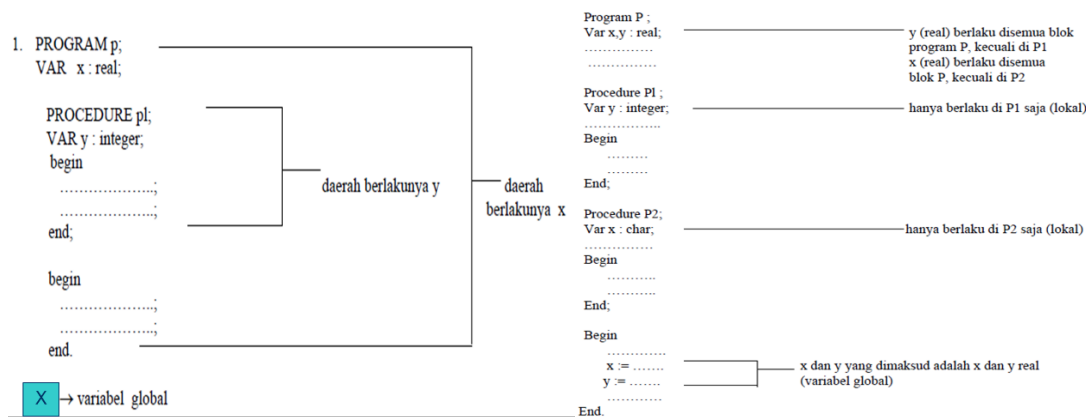 1. PROGRAM p;
VAR x : real;
PROCEDURE pl;
VAR y : integer;
begin
………………..;
………………..;
end;
daerah berlakunya y
daerah
berlakunya x
begin
………………..;
………………..;
end.
X → variabel global
Program P ;
Var x,y : real;
……………
……………
y (real) berlaku disemua blok
program P, kecuali di P1
x (real) berlaku disemua
blok P, kecuali di P2
Procedure Pl ;
Var y : integer;
hanya berlaku di P1 saja (lokal)
……………..
Begin
………
………
End;
Procedure P2;
Var x : char;
hanya berlaku di P2 saja (lokal)
……………
Begin
………..
………..
End;
Begin
………….
x := …….
y := …….
x dan y yang dimaksud adalah x dan y real
(variabel global)
…………
End.